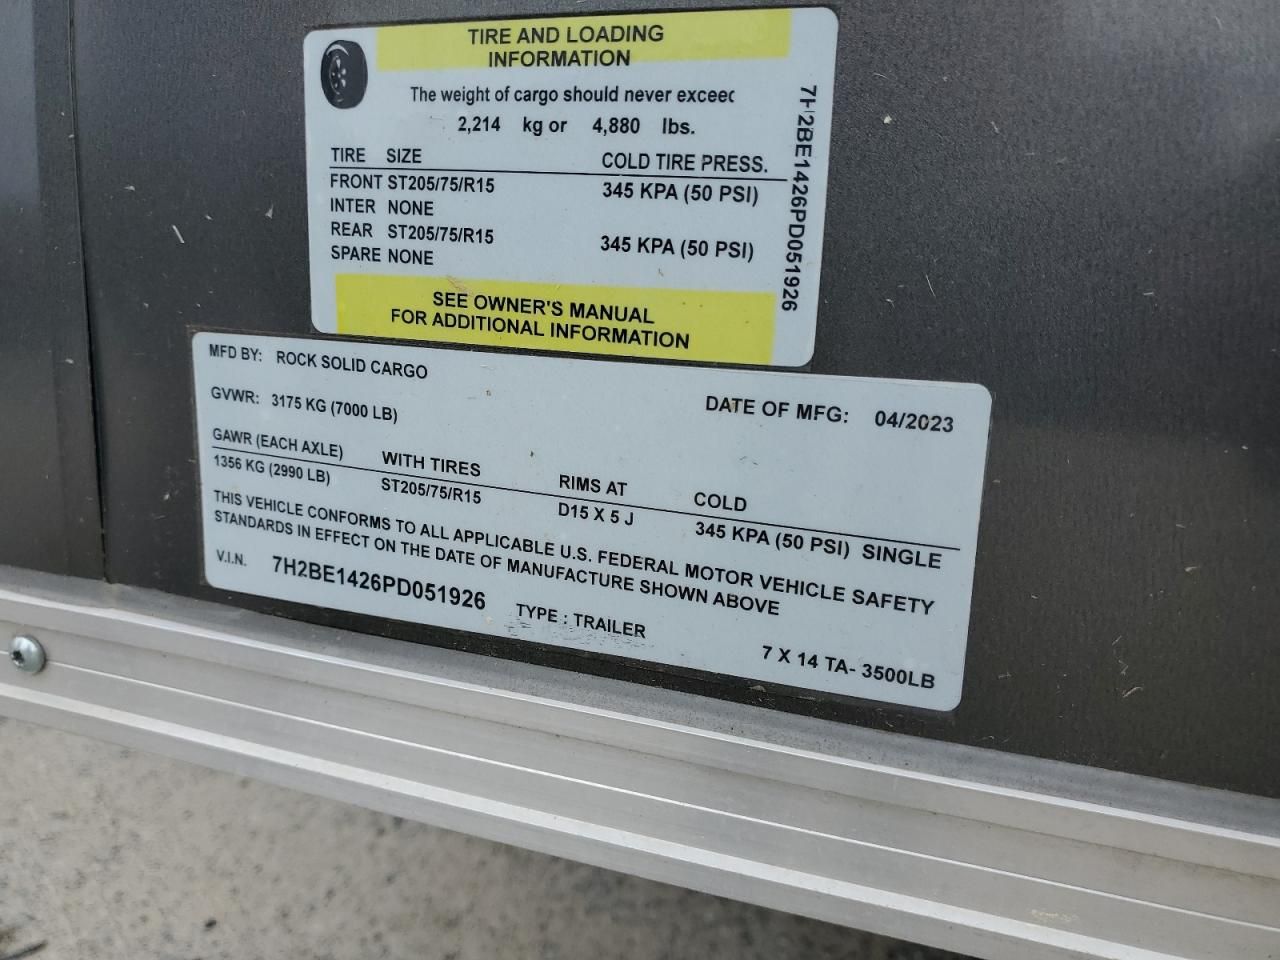 TIRE AND LOADING
INFORMATION
The weight of cargo should never exceed
2,214 kg or 4,880 lbs.
TIRE SIZE COLD TIRE PRESS.
FRONT ST205/75/R15 345 KPA (50 PSI)
INTER NONE
REAR ST205/75/R15 345 KPA (50 PSI)
SPARE NONE
SEE OWNER'S MANUAL
FOR ADDITIONAL INFORMATION
7H2BE1426PD051926
MFD BY: ROCK SOLID CARGO
DATE OF MFG: 04/2023
GVWR: 3175 KG (7000 LB)
GAWR (EACH AXLE) WITH TIRES RIMS AT COLD
1356 KG (2990 LB) ST205/75/R15 D15 X 5 J 345 KPA (50 PSI) SINGLE
THIS VEHICLE CONFORMS TO ALL APPLICABLE U.S. FEDERAL MOTOR VEHICLE SAFETY
STANDARDS IN EFFECT ON THE DATE OF MANUFACTURE SHOWN ABOVE
V.I.N. 7H2BE1426PD051926 TYPE : TRAILER
7 X 14 TA- 3500LB